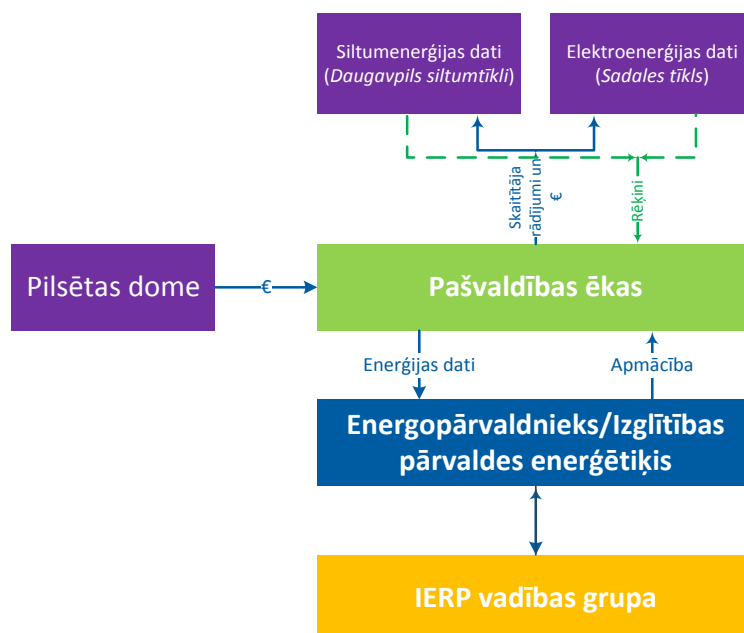 Siltumenerģijas dati
(Daugavpils siltumtīkli)
Elektroenerģijas dati
(Sadales tīkls)
Skaitītāja
rādījumi un
€
Rēķini
Pilsētas dome
€
Pašvaldības ēkas
Enerģijas dati
Apmācība
Energopārvaldnieks/Izglītības
pārvaldes enerģētiķis
IERP vadības grupa